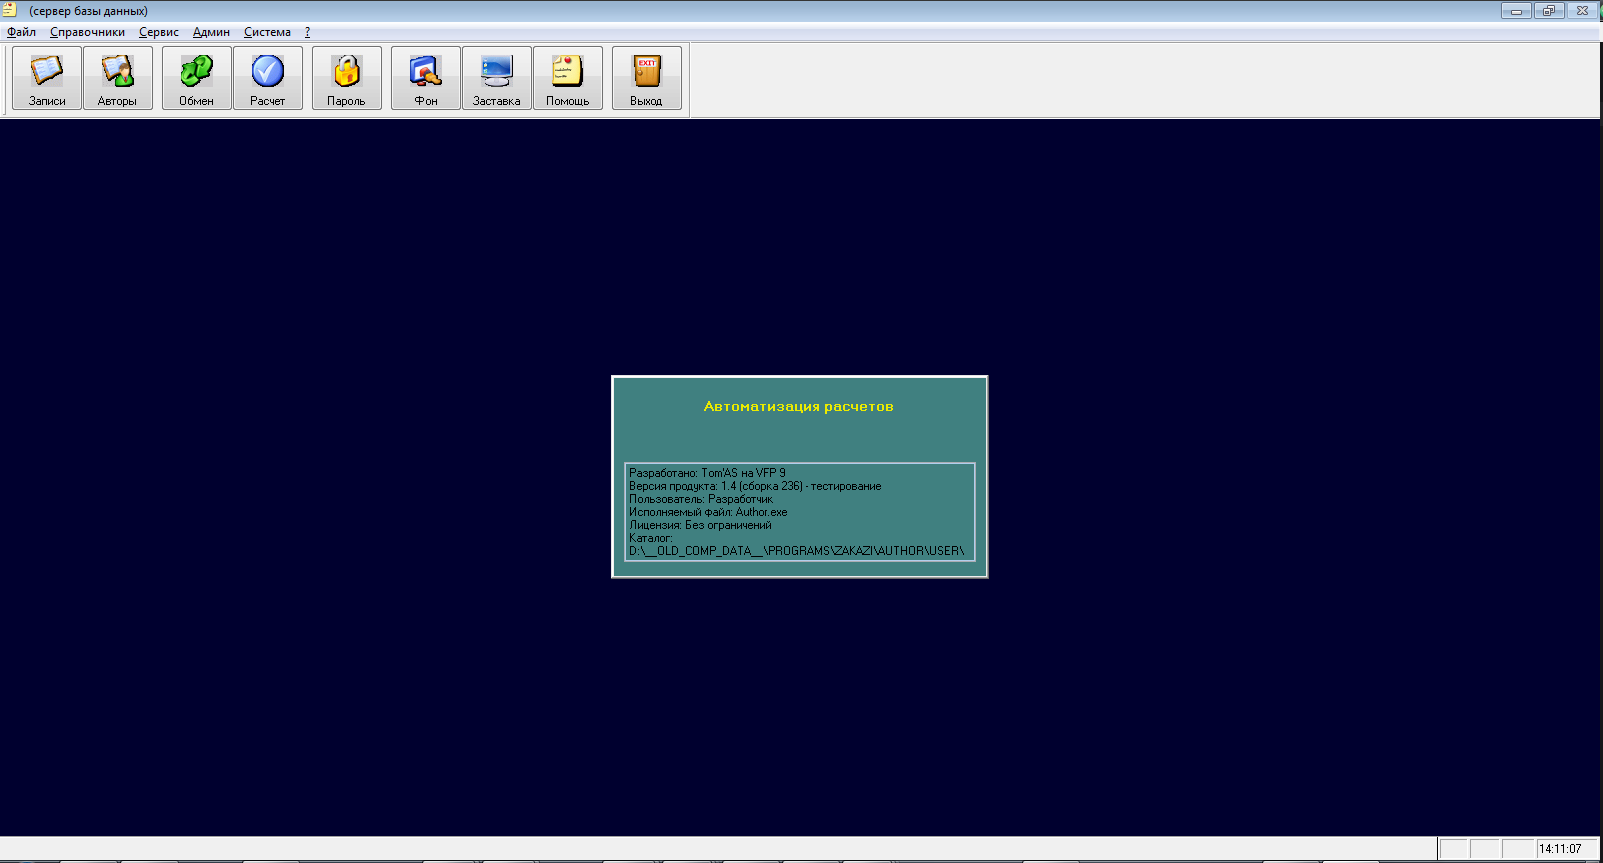 (сервер базы данных)
Файл Справочники Сервис Админ Система ?
EXIT
Записи Авторы Обмен Расчет Пароль Фон Заставка Помощь Выход
Автоматизация расчетов
Разработано: Tom'AS на VFP 9
Версия продукта: 1.4 (сборка 236) - тестирование
Пользователь: Разработчик
Исполняемый файл: Author.exe
Лицензия: Без ограничений
Каталог:
D:\__OLD_COMP_DATA__\PROGRAMS\ZAKAZI\AUTHOR\USER\
14:11:07